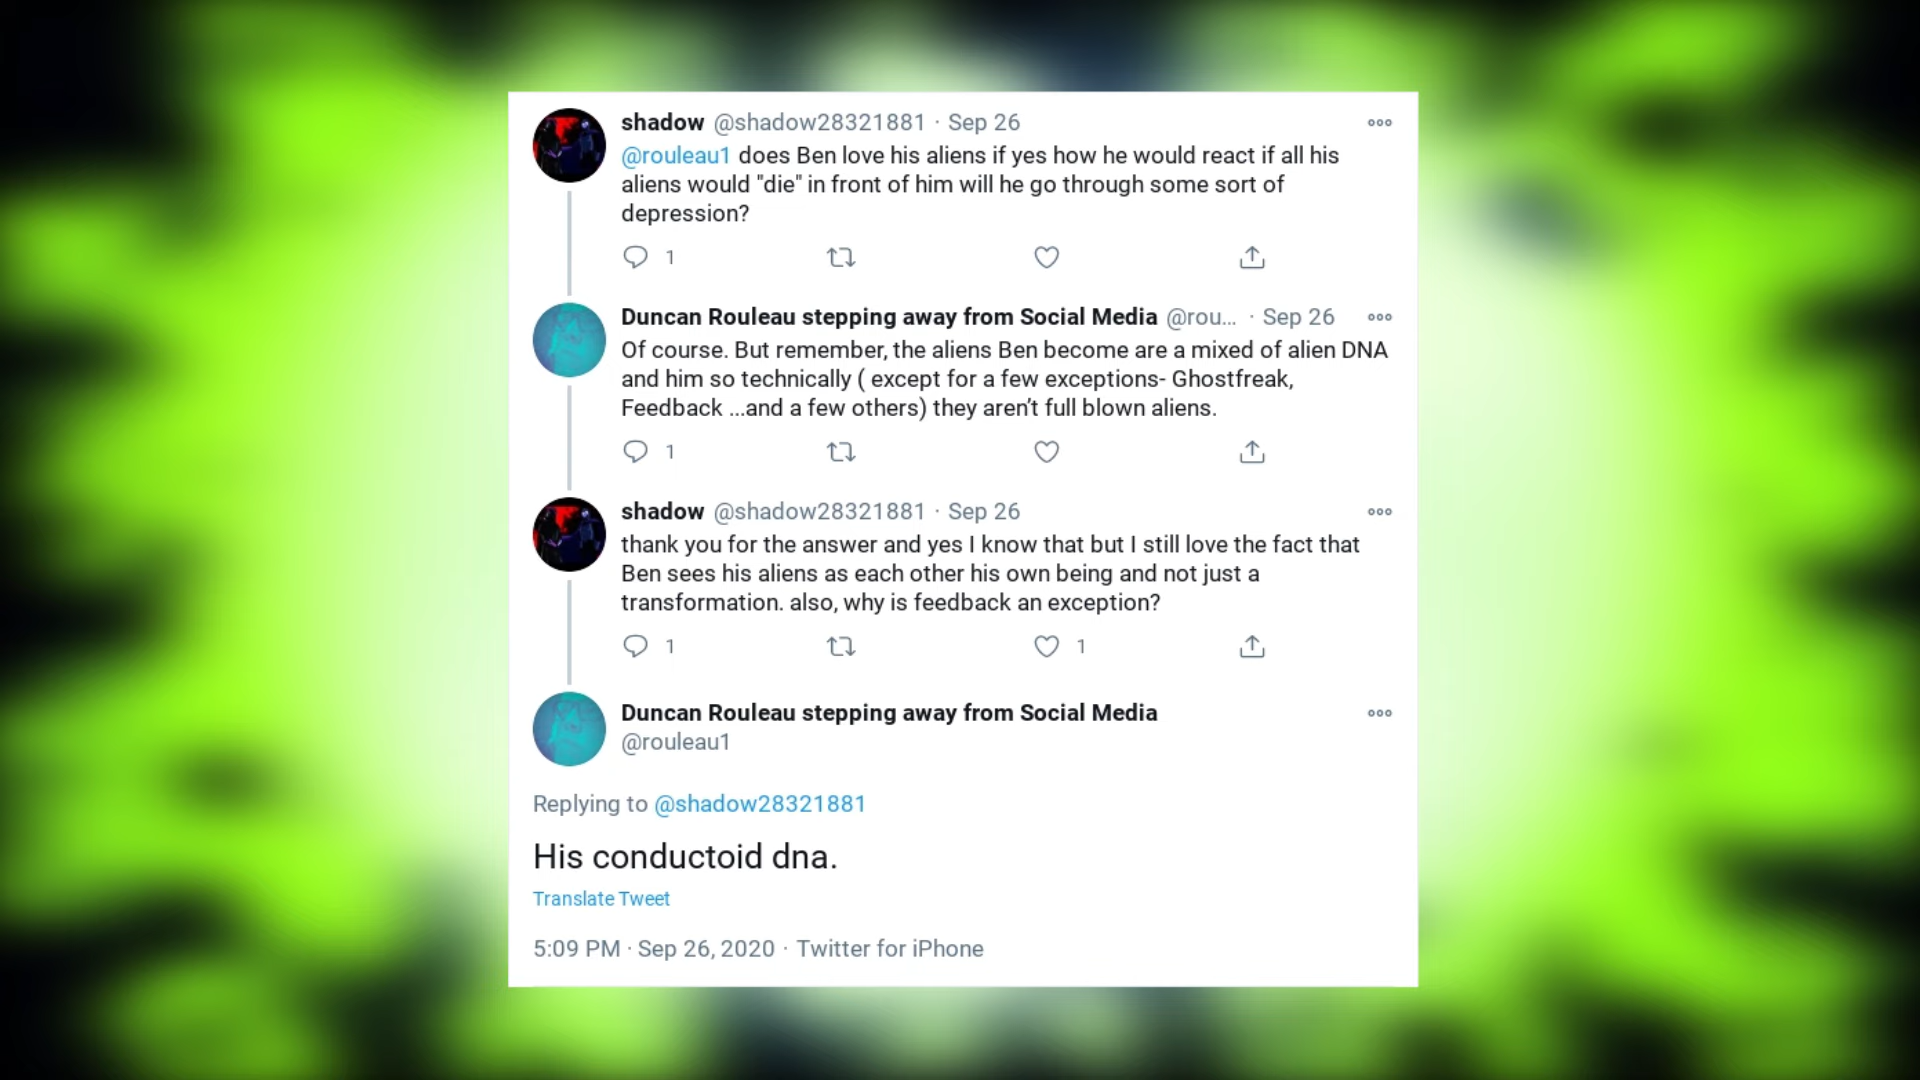 shadow @shadow28321881 · Sep 26
@rouleau1 does Ben love his aliens if yes how he would react if all his
aliens would "die" in front of him will he go through some sort of
depression?
1
Duncan Rouleau stepping away from Social Media @rou... · Sep 26
Of course. But remember, the aliens Ben become are a mixed of alien DNA
and him so technically ( except for a few exceptions- Ghostfreak,
Feedback ...and a few others) they aren’t full blown aliens.
1
shadow @shadow28321881 · Sep 26
thank you for the answer and yes I know that but I still love the fact that
Ben sees his aliens as each other his own being and not just a
transformation. also, why is feedback an exception?
1 1
Duncan Rouleau stepping away from Social Media
@rouleau1
Replying to @shadow28321881
His conductoid dna.
Translate Tweet
5:09 PM · Sep 26, 2020 · Twitter for iPhone